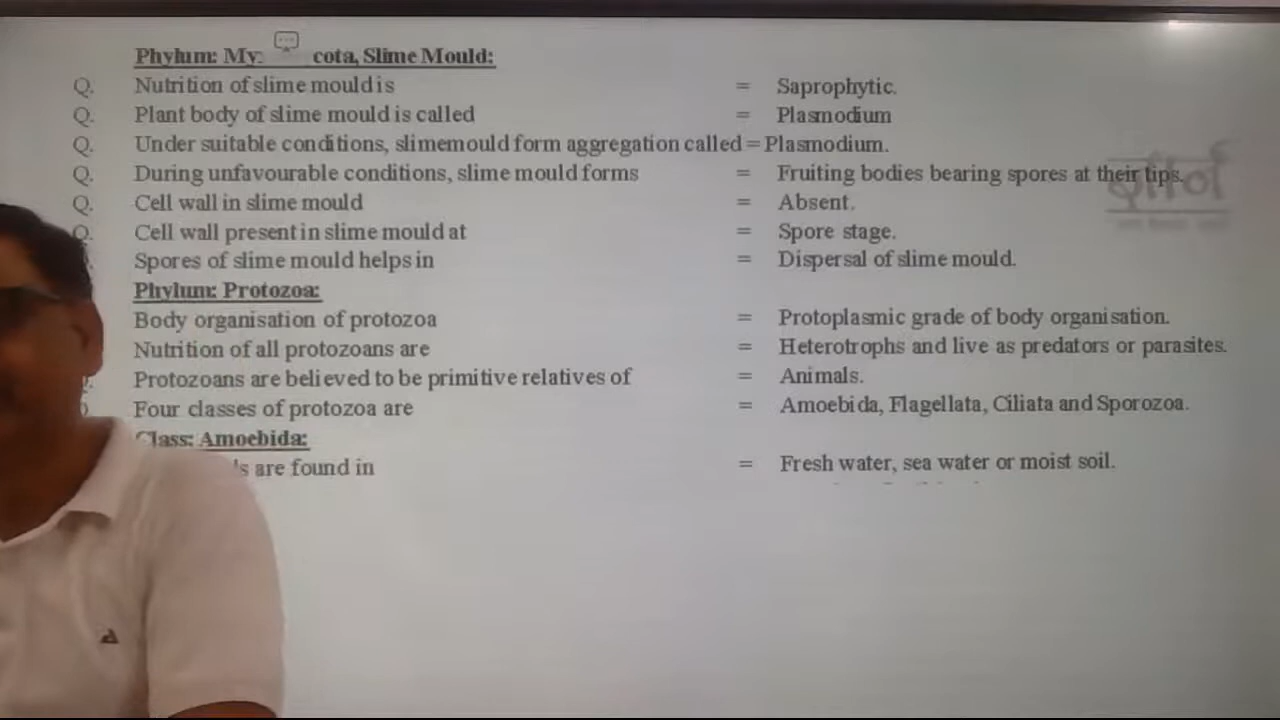 Phylum: My cota, Slime Mould:
Q. Nutrition of slime mould is = Saprophytic.
Q. Plant body of slime mould is called = Plasmodium
Q. Under suitable conditions, slimemould form aggregation called = Plasmodium.
Q. During unfavourable conditions, slime mould forms = Fruiting bodies bearing spores at their tips.
Q. Cell wall in slime mould = Absent.
Q. Cell wall present in slime mould at = Spore stage.
Spores of slime mould helps in = Dispersal of slime mould.
Phylum: Protozoa:
Body organisation of protozoa = Protoplasmic grade of body organisation.
Nutrition of all protozoans are = Heterotrophs and live as predators or parasites.
Protozoans are believed to be primitive relatives of = Animals.
Four classes of protozoa are = Amoebida, Flagellata, Ciliata and Sporozoa.
Class: Amoebida:
are found in = Fresh water, sea water or moist soil.